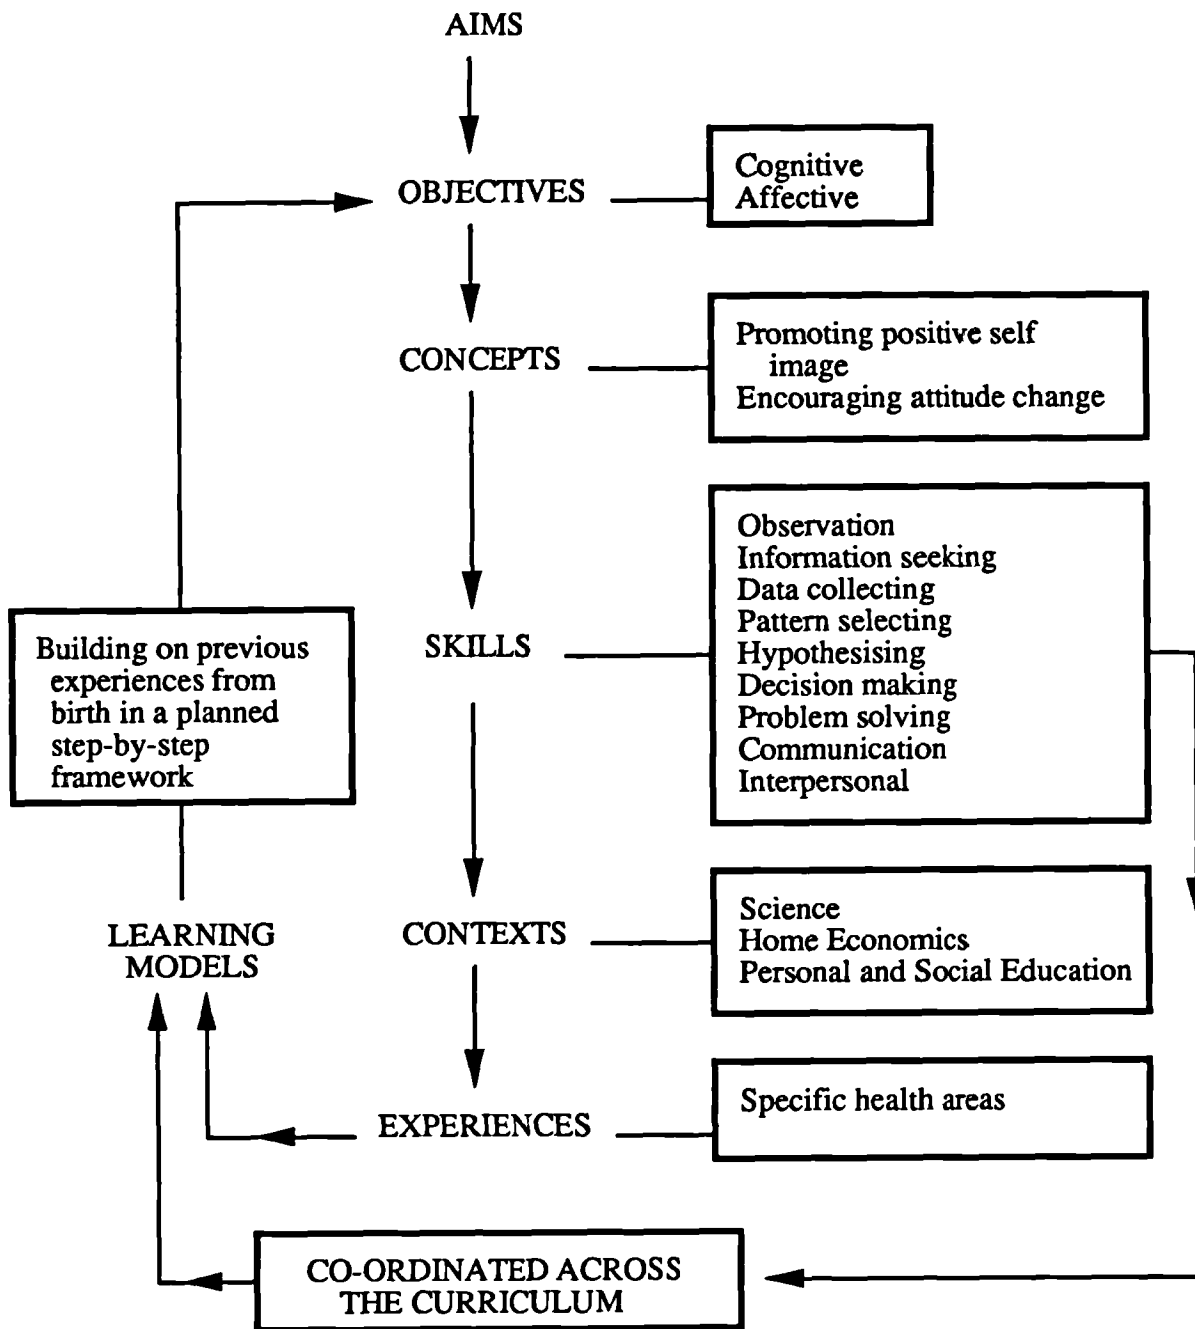 AIMS
OBJECTIVES
Cognitive
Affective
CONCEPTS
Promoting positive self
image
Encouraging attitude change
SKILLS
Observation
Information seeking
Data collecting
Pattern selecting
Hypothesising
Decision making
Problem solving
Communication
Interpersonal
Building on previous
experiences from
birth in a planned
step-by-step
framework
LEARNING
MODELS
CONTEXTS
Science
Home Economics
Personal and Social Education
EXPERIENCES
Specific health areas
CO-ORDINATED ACROSS
THE CURRICULUM